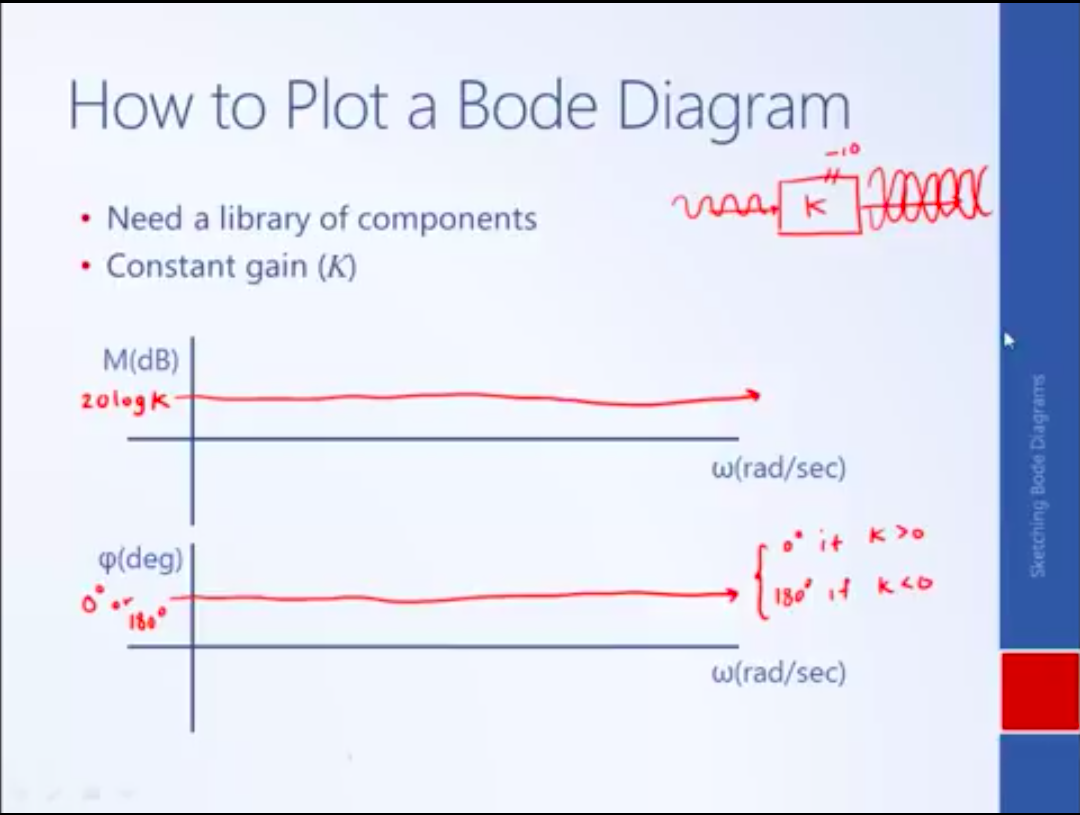 How to Plot a Bode Diagram
-10
K
• Need a library of components
• Constant gain (K)
M(dB)
20logK
ω(rad/sec)
φ(deg)
0° or 180°
0° if K>0
180° if K<0
ω(rad/sec)
Sketching Bode Diagrams